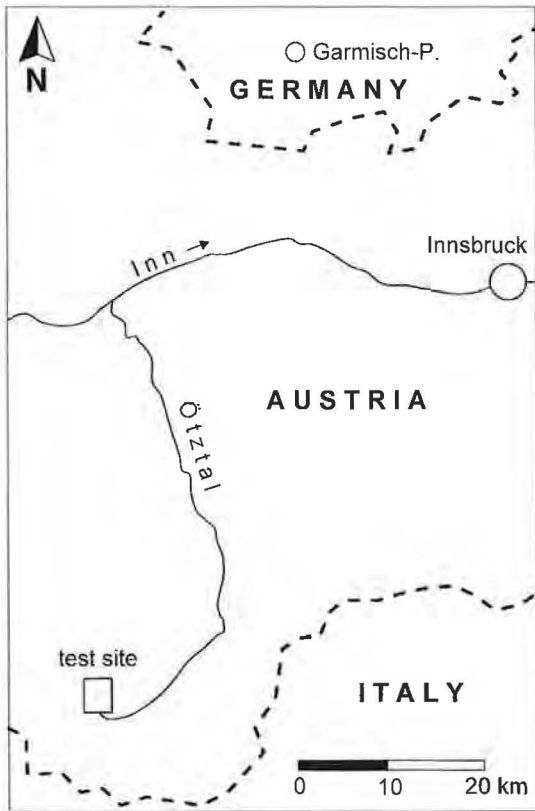 N
Garmisch-P.
GERMANY
Inn →
Innsbruck
AUSTRIA
Ötztal
test site
ITALY
0 10 20 km